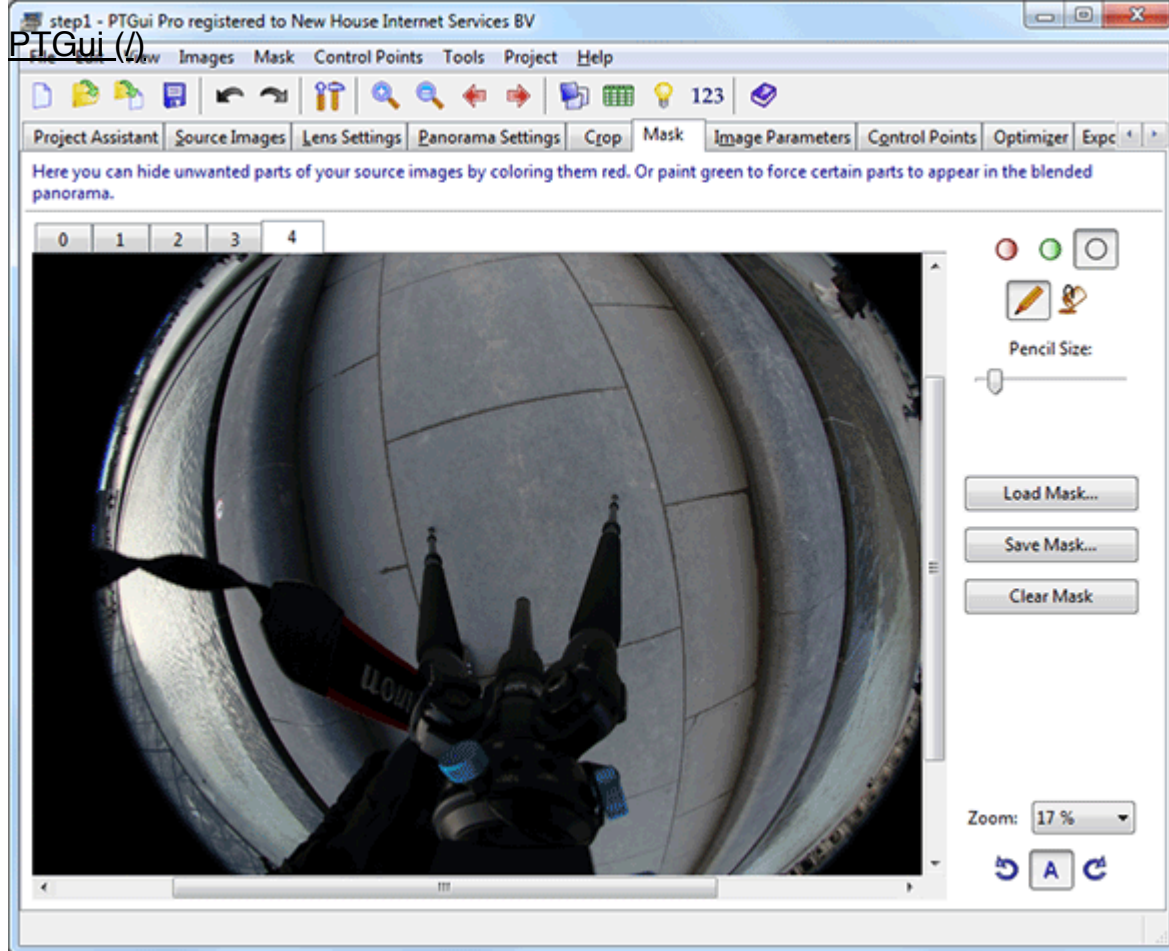 step1 - PTGui Pro registered to New House Internet Services BV
PTGui (/)
File Edit View Images Mask Control Points Tools Project Help
123
Project Assistant Source Images Lens Settings Panorama Settings Crop Mask Image Parameters Control Points Optimizer Expc
Here you can hide unwanted parts of your source images by coloring them red. Or paint green to force certain parts to appear in the blended
panorama.
0 1 2 3 4
Pencil Size:
Load Mask...
Save Mask...
Clear Mask
Zoom: 17 %
A